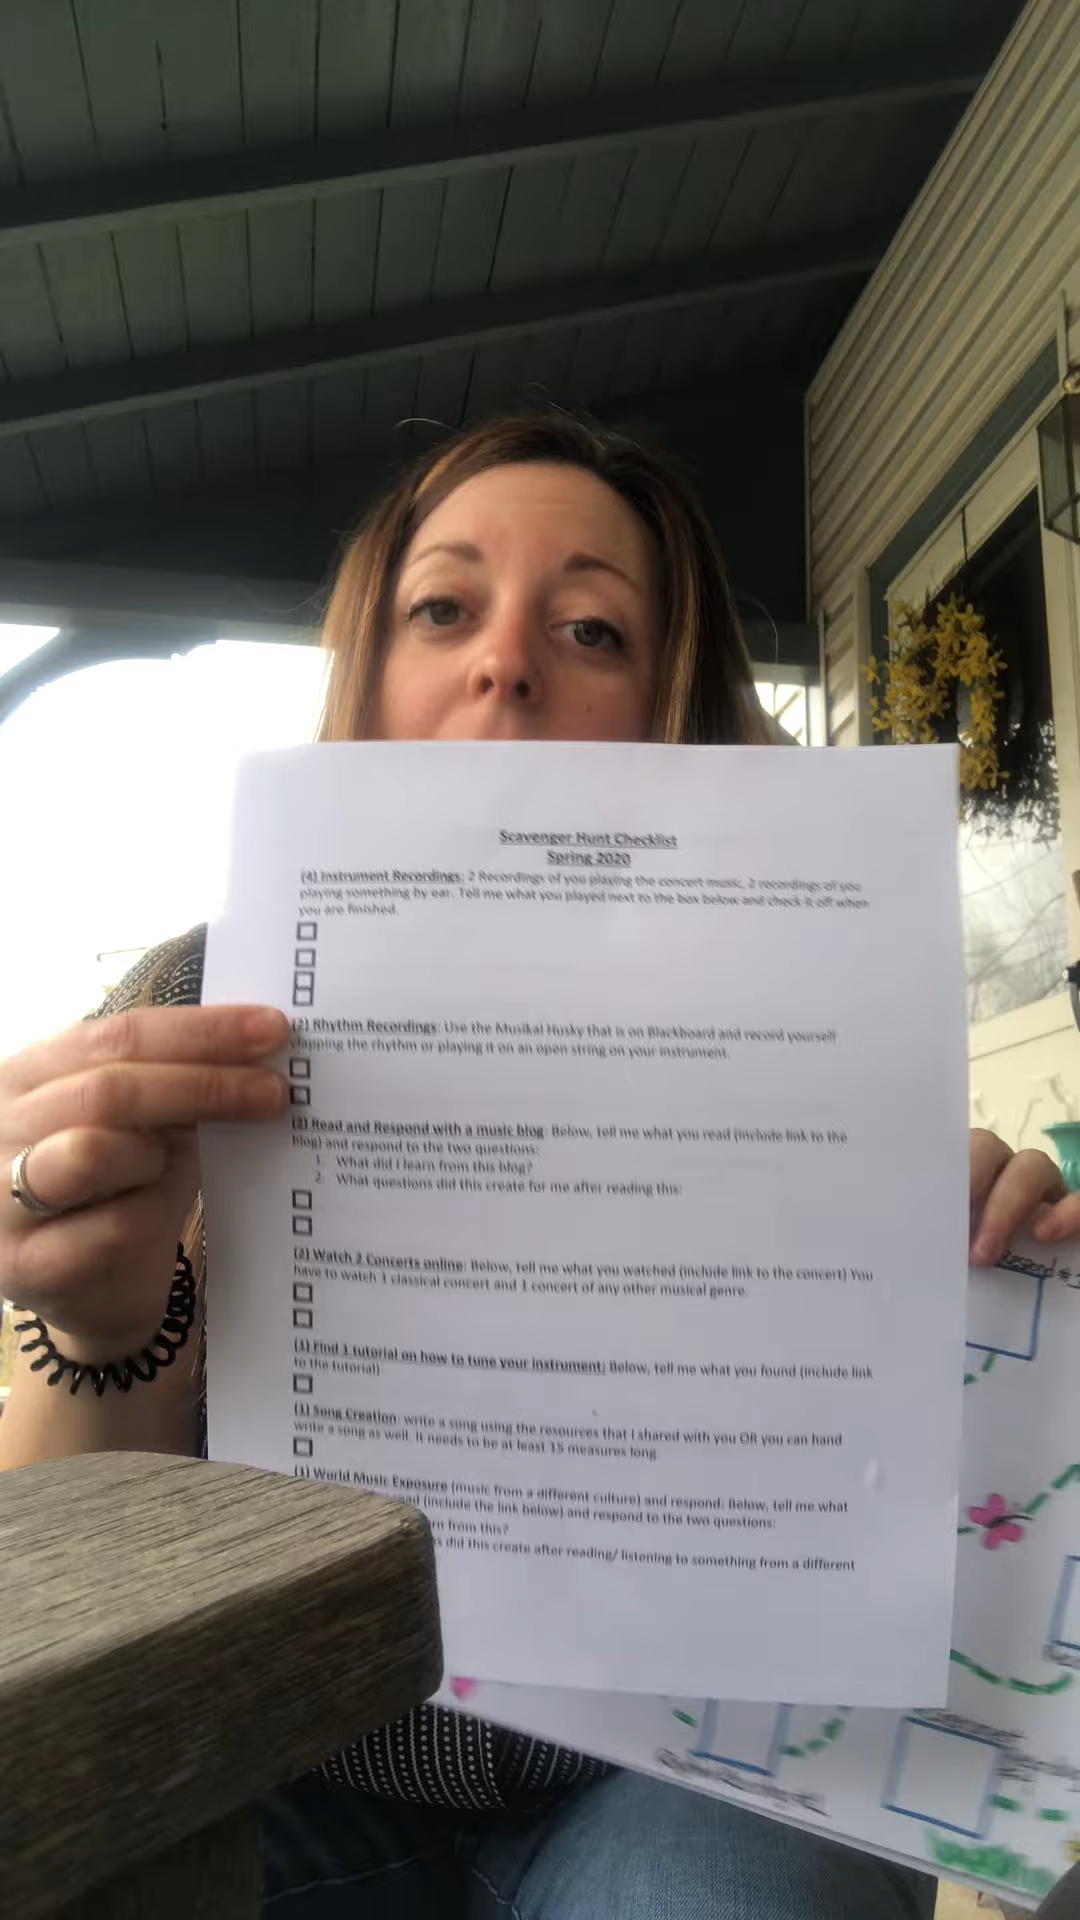 Scavenger Hunt Checklist
Spring 2020
(4) Instrument Recordings: 2 Recordings of you playing the concert music, 2 recordings of you
playing something by ear. Tell me what you played next to the box below and check it off when
you are finished.
(2) Rhythm Recordings: Use the Musikal Husky that is on Blackboard and record yourself
clapping the rhythm or playing it on an open string on your instrument.
(2) Read and Respond with a music blog: Below, tell me what you read (include link to the
blog) and respond to the two questions:
1. What did I learn from this blog?
2. What questions did this create for me after reading this:
(2) Watch 2 Concerts online: Below, tell me what you watched (include link to the concert) You
have to watch 1 classical concert and 1 concert of any other musical genre.
(1) Find 1 tutorial on how to tune your instrument: Below, tell me what you found (include link
to the tutorial)
(1) Song Creation: write a song using the resources that I shared with you OR you can hand
write a song as well. It needs to be at least 15 measures long.
(1) World Music Exposure (music from a different culture) and respond: Below, tell me what
(include the link below) and respond to the two questions:
from this?
did this create after reading/ listening to something from a different